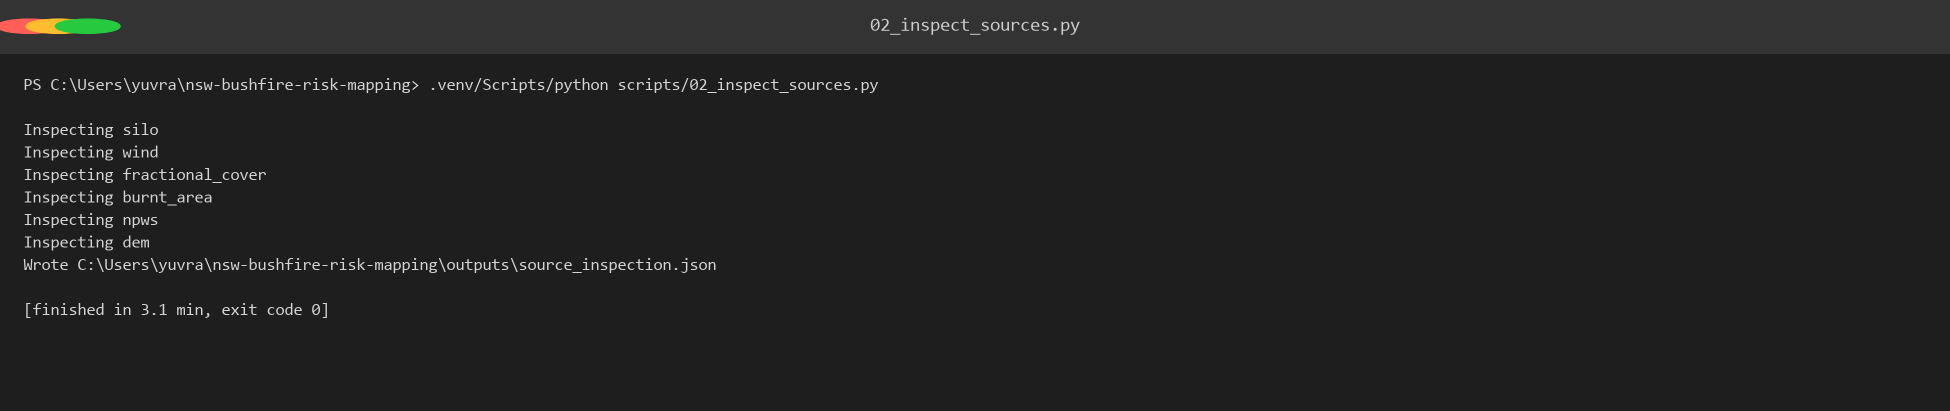 02_inspect_sources.py
PS C:\Users\yuvra\nsw-bushfire-risk-mapping> .venv/Scripts/python scripts/02_inspect_sources.py
Inspecting silo
Inspecting wind
Inspecting fractional_cover
Inspecting burnt_area
Inspecting npws
Inspecting dem
Wrote C:\Users\yuvra\nsw-bushfire-risk-mapping\outputs\source_inspection.json
[finished in 3.1 min, exit code 0]